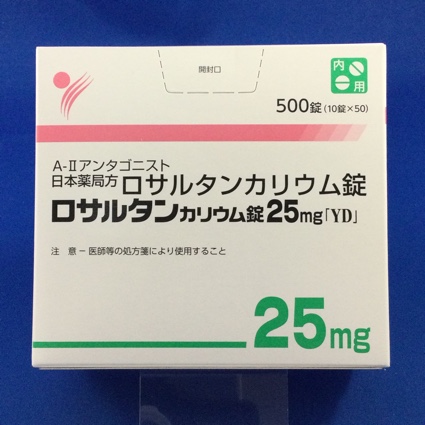 開封口
内用
500錠(10錠×50)
A-Ⅱアンタゴニスト
日本薬局方 ロサルタンカリウム錠
ロサルタンカリウム錠25mg「YD」
注 意－医師等の処方箋により使用すること
25mg